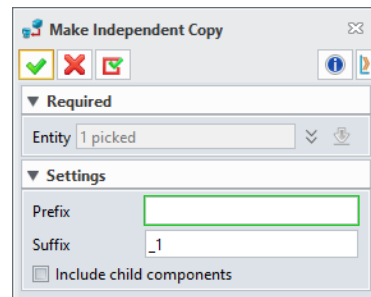 Make Independent Copy
Required
Entity 1 picked
Settings
Prefix
Suffix _1
Include child components